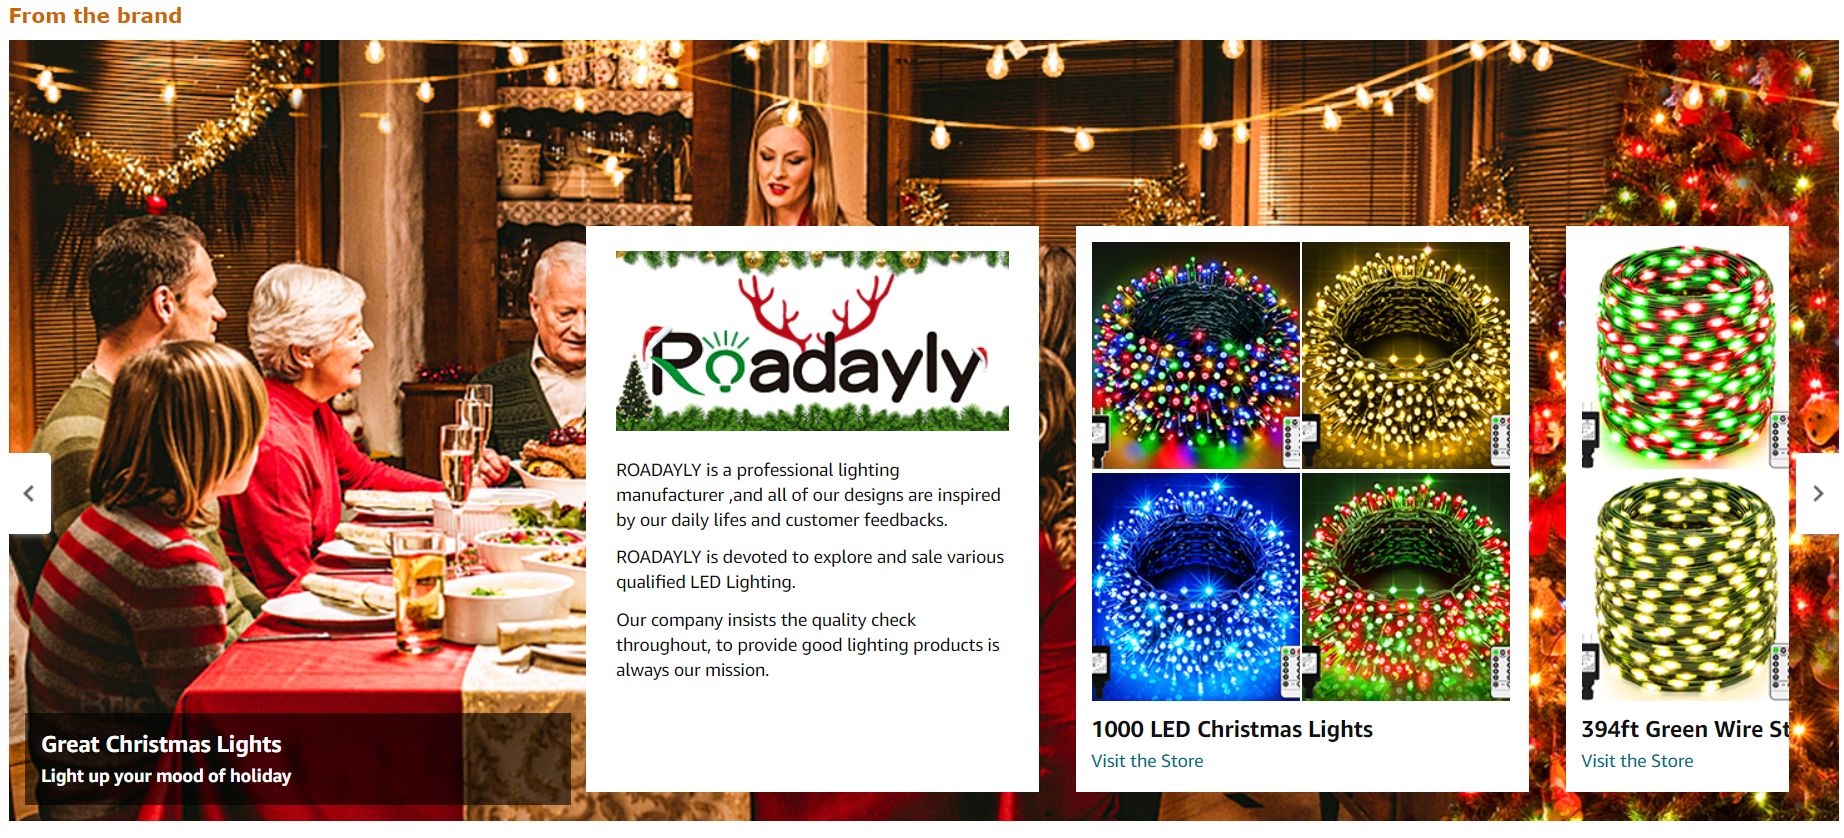 From the brand
Roadayly
ROADAYLY is a professional lighting
manufacturer ,and all of our designs are inspired
by our daily lifes and customer feedbacks.
ROADAYLY is devoted to explore and sale various
qualified LED Lighting.
Our company insists the quality check
throughout, to provide good lighting products is
always our mission.
Great Christmas Lights
Light up your mood of holiday
1000 LED Christmas Lights
Visit the Store
394ft Green Wire St
Visit the Store